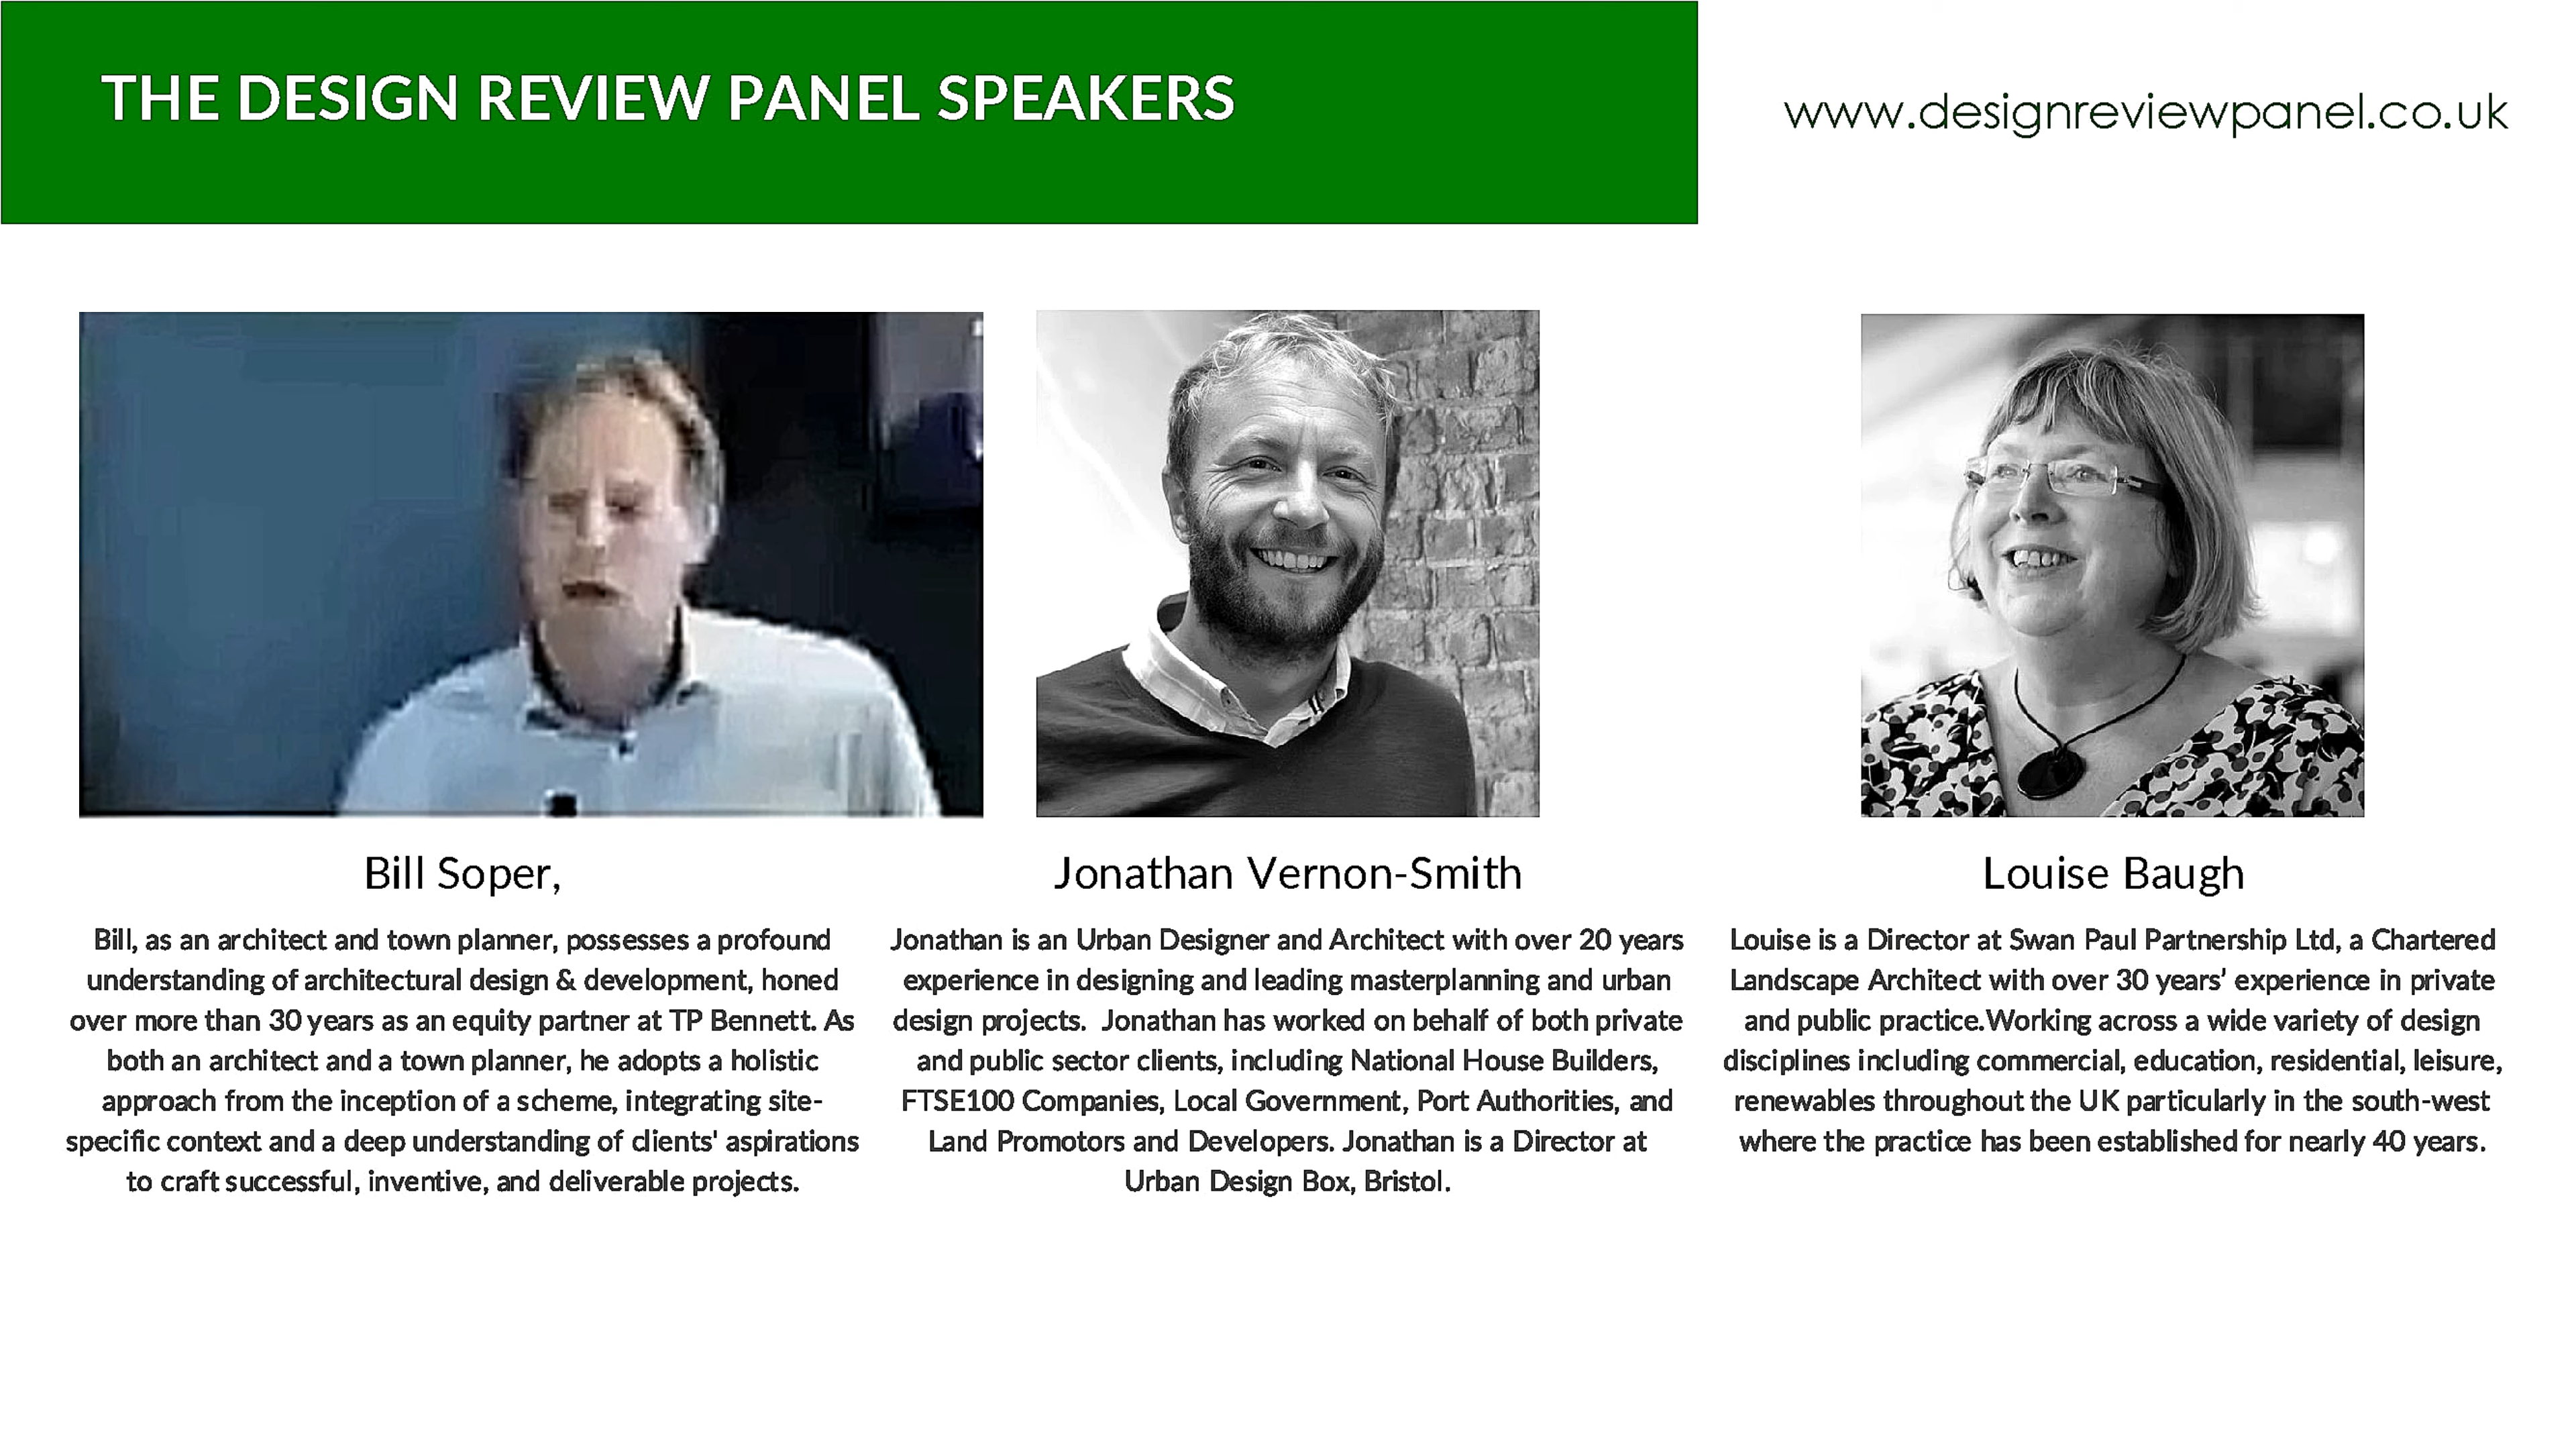 THE DESIGN REVIEW PANEL SPEAKERS
www.designreviewpanel.co.uk
Bill Soper,
Bill, as an architect and town planner, possesses a profound
understanding of architectural design & development, honed
over more than 30 years as an equity partner at TP Bennett. As
both an architect and a town planner, he adopts a holistic
approach from the inception of a scheme, integrating site-
specific context and a deep understanding of clients' aspirations
to craft successful, inventive, and deliverable projects.
Jonathan Vernon-Smith
Jonathan is an Urban Designer and Architect with over 20 years
experience in designing and leading masterplanning and urban
design projects.  Jonathan has worked on behalf of both private
and public sector clients, including National House Builders,
FTSE100 Companies, Local Government, Port Authorities, and
Land Promotors and Developers. Jonathan is a Director at
Urban Design Box, Bristol.
Louise Baugh
Louise is a Director at Swan Paul Partnership Ltd, a Chartered
Landscape Architect with over 30 years’ experience in private
and public practice.Working across a wide variety of design
disciplines including commercial, education, residential, leisure,
renewables throughout the UK particularly in the south-west
where the practice has been established for nearly 40 years.